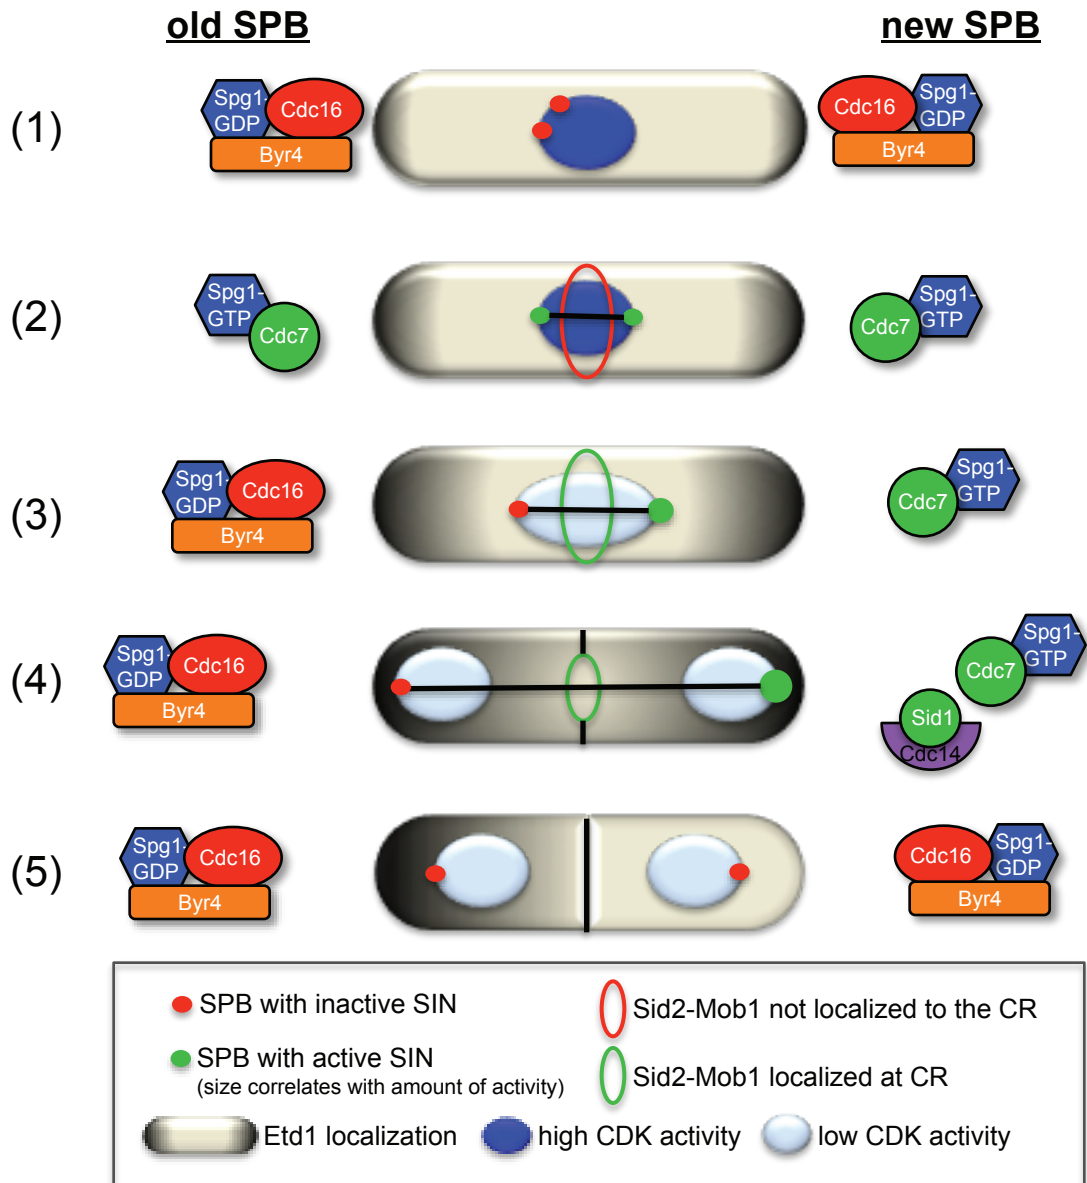 old SPB
new SPB
(1)
Spg1-
GDP
Cdc16
Byr4
Cdc16
Spg1-
GDP
Byr4
(2)
Spg1-
GTP
Cdc7
Cdc7
Spg1-
GTP
(3)
Spg1-
GDP
Cdc16
Byr4
Cdc7
Spg1-
GTP
(4)
Spg1-
GDP
Cdc16
Byr4
Spg1-
GTP
Cdc7
Sid1
Cdc14
(5)
Spg1-
GDP
Cdc16
Byr4
Cdc16
Spg1-
GDP
Byr4
SPB with inactive SIN
Sid2-Mob1 not localized to the CR
SPB with active SIN
(size correlates with amount of activity)
Sid2-Mob1 localized at CR
Etd1 localization
high CDK activity
low CDK activity